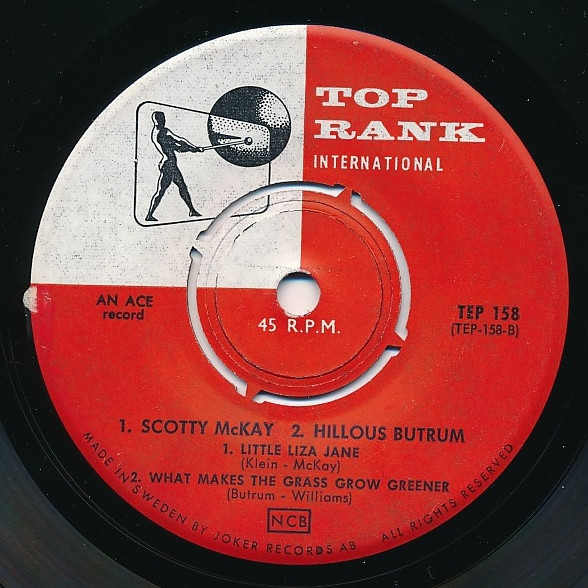 TOP
RANK
INTERNATIONAL
AN ACE
record
TEP 158
(TEP-158-B)
45 R.P.M.
1. SCOTTY McKAY 2. HILLOUS BUTRUM
1. LITTLE LIZA JANE
(Klein - McKay)
2. WHAT MAKES THE GRASS GROW GREENER
(Butrum - Williams)
NCB
MADE IN SWEDEN BY JOKER RECORDS AB ALL RIGHTS RESERVED